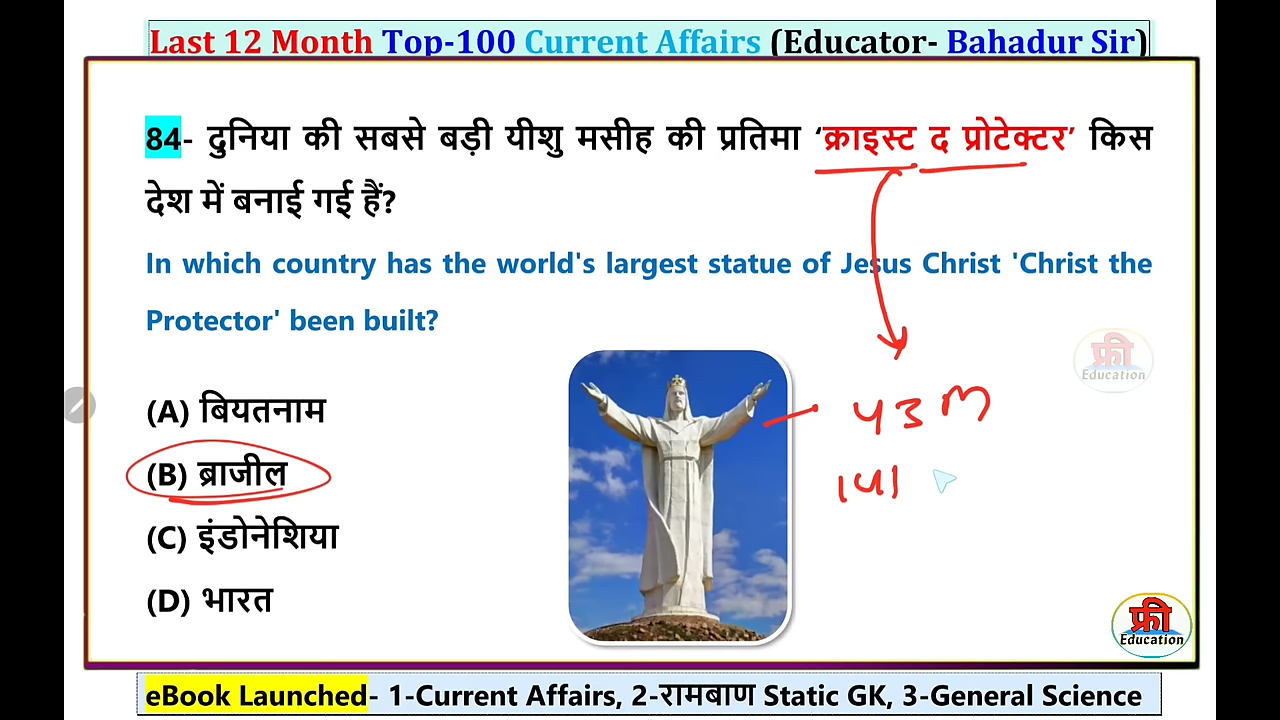 Last 12 Month Top-100 Current Affairs (Educator- Bahadur Sir)
84- दुनिया की सबसे बड़ी यीशु मसीह की प्रतिमा ‘क्राइस्ट द प्रोटेक्टर’ किस
देश में बनाई गई हैं?
In which country has the world's largest statue of Jesus Christ 'Christ the
Protector' been built?
फ्री
Education
(A) बियतनाम
43 m
(B) ब्राजील
141
(C) इंडोनेशिया
(D) भारत
फ्री
Education
eBook Launched- 1-Current Affairs, 2-रामबाण Static GK, 3-General Science